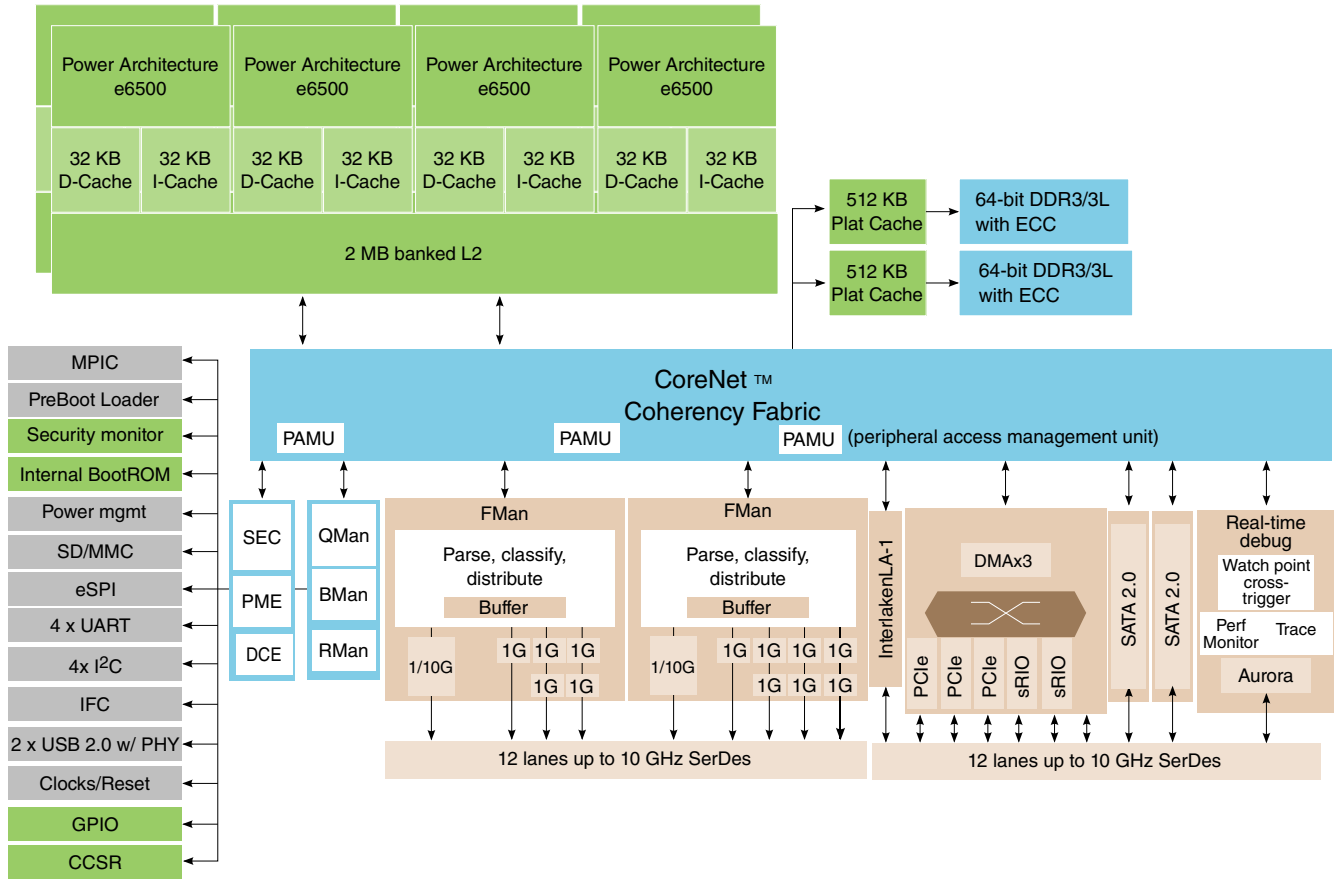 Power Architecture
e6500
Power Architecture
e6500
Power Architecture
e6500
Power Architecture
e6500
32 KB
D-Cache
32 KB
I-Cache
32 KB
D-Cache
32 KB
I-Cache
32 KB
D-Cache
32 KB
I-Cache
32 KB
D-Cache
32 KB
I-Cache
2 MB banked L2
512 KB
Plat Cache
64-bit DDR3/3L
with ECC
512 KB
Plat Cache
64-bit DDR3/3L
with ECC
MPIC
PreBoot Loader
Security monitor
Internal BootROM
Power mgmt
SD/MMC
eSPI
4 x UART
4x I²C
IFC
2 x USB 2.0 w/ PHY
Clocks/Reset
GPIO
CCSR
CoreNet TM
Coherency Fabric
PAMU
PAMU
PAMU (peripheral access management unit)
SEC
PME
DCE
QMan
BMan
RMan
FMan
Parse, classify,
distribute
Buffer
1/10G
1G 1G 1G
1G 1G
FMan
Parse, classify,
distribute
Buffer
1/10G
1G 1G 1G 1G
1G 1G 1G
12 lanes up to 10 GHz SerDes
InterlakenLA-1
DMAx3
PCIe
PCIe
PCIe
sRIO
sRIO
SATA 2.0
SATA 2.0
Real-time
debug
Watch point
cross-
trigger
Perf
Monitor
Trace
Aurora
12 lanes up to 10 GHz SerDes